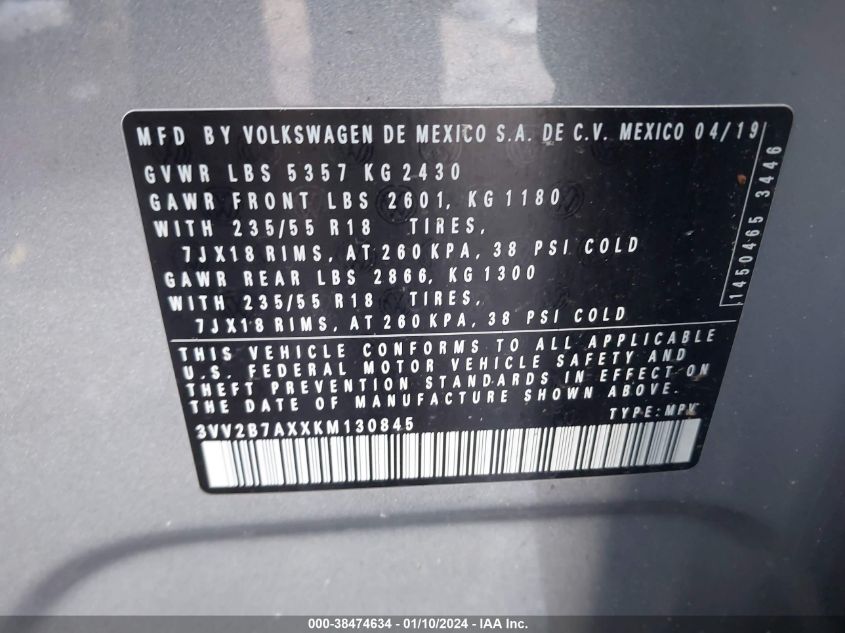 MFD BY VOLKSWAGEN DE MEXICO S.A. DE C.V. MEXICO 04/19
GVWR LBS 5357 KG 2430
GAWR FRONT LBS 2601, KG 1180
WITH 235/55 R18 TIRES,
7JX18 RIMS, AT 260 KPA, 38 PSI COLD
GAWR REAR LBS 2866, KG 1300
WITH 235/55 R18 TIRES,
7JX18 RIMS, AT 260 KPA, 38 PSI COLD
1450465 3446
THIS VEHICLE CONFORMS TO ALL APPLICABLE
U.S. FEDERAL MOTOR VEHICLE SAFETY AND
THEFT PREVENTION STANDARDS IN EFFECT ON
THE DATE OF MANUFACTURE SHOWN ABOVE.
TYPE: MPV
3VV2B7AXXKM130845
000-38474634 - 01/10/2024 - IAA Inc.